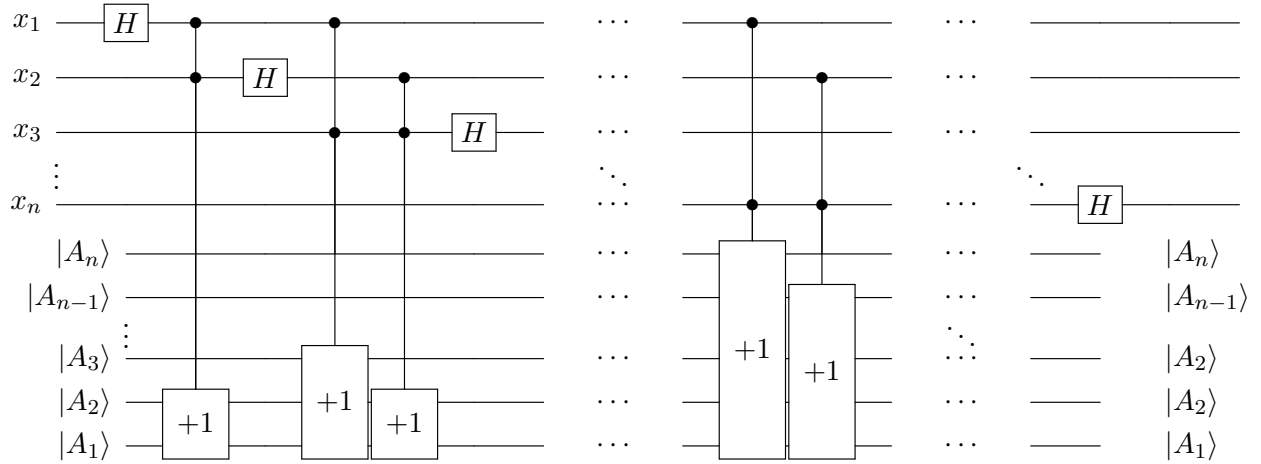 x₁ H ··· ···
x₂ H ··· ···
x₃ H ··· ···
⋮ ⋱ ⋱
xₙ ··· ··· H
|Aₙ⟩ ··· ··· |Aₙ⟩
|Aₙ₋₁⟩ ··· ··· |Aₙ₋₁⟩
⋮ +1 ⋱
|A₃⟩ +1 ··· +1 ··· |A₂⟩
|A₂⟩ +1 +1 ··· ··· |A₂⟩
|A₁⟩ ··· ··· |A₁⟩